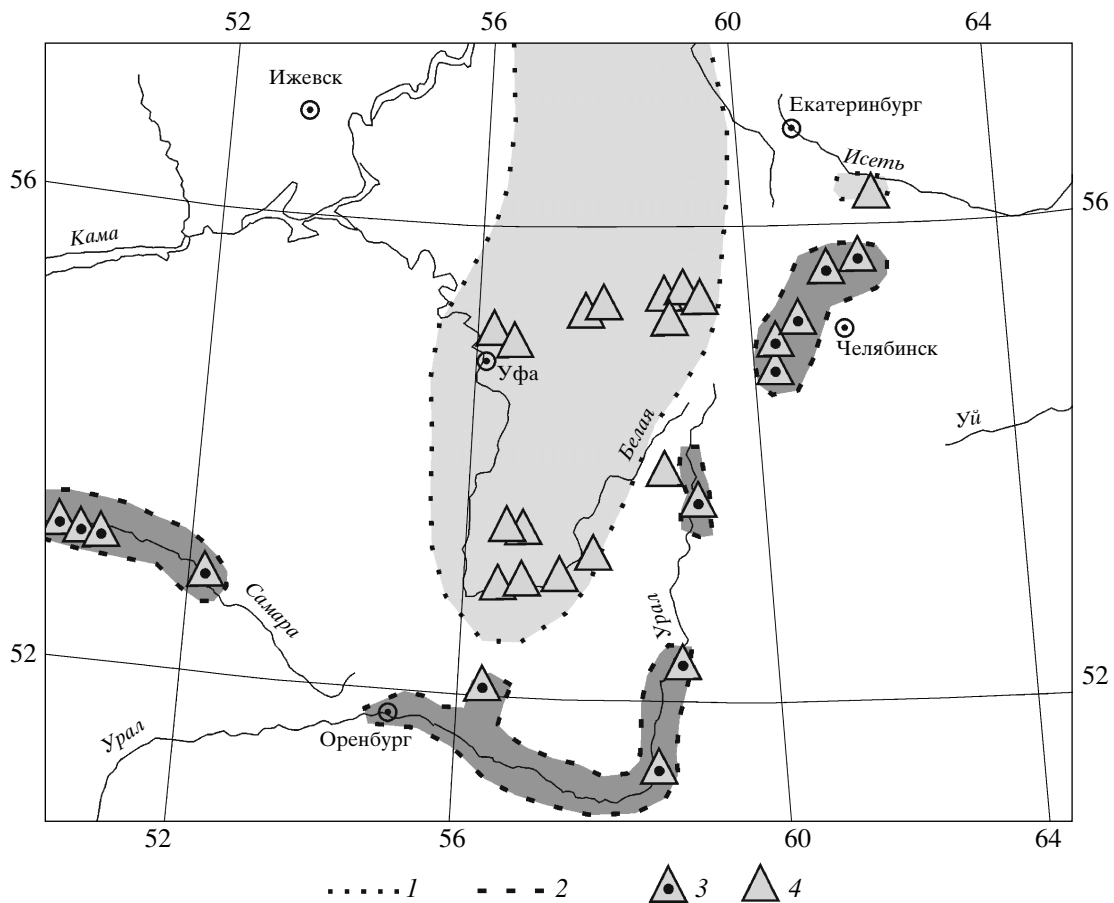 52 56 60 64
Ижевск
Екатеринбург
Исеть
56
56
Кама
Челябинск
Уфа
Белая
Уй
Самара
Урал
52
52
Урал
Оренбург
52 56 60 64
1 2 3 4